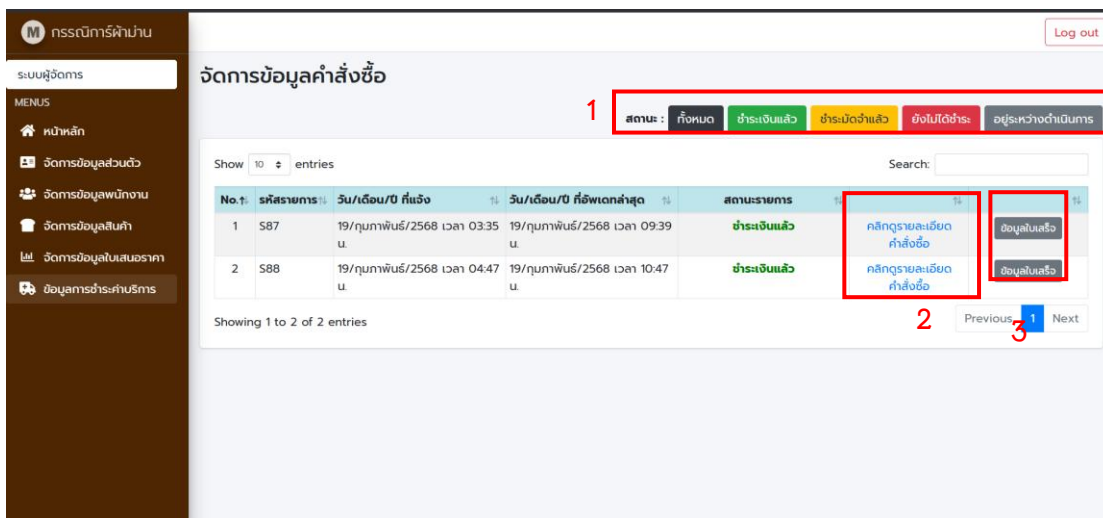 M กรรณิการ์ผ้าม่าน
Log out
ระบบผู้จัดการ
MENUS
หน้าหลัก
จัดการข้อมูลส่วนตัว
จัดการข้อมูลพนักงาน
จัดการข้อมูลสินค้า
จัดการข้อมูลใบเสนอราคา
ข้อมูลการชำระค่าบริการ
จัดการข้อมูลคำสั่งซื้อ
1
สถานะ : ทั้งหมด ชำระเงินแล้ว ชำระมัดจำแล้ว ยังไม่ได้ชำระ อยู่ระหว่างดำเนินการ
Show 10 entries Search:
No. รหัสรายการ วัน/เดือน/ปี ที่แจ้ง วัน/เดือน/ปี ที่อัพเดทล่าสุด สถานะรายการ
1 S87 19/กุมภาพันธ์/2568 เวลา 03:35 19/กุมภาพันธ์/2568 เวลา 09:39 ชำระเงินแล้ว คลิกดูรายละเอียด ข้อมูลใบเสร็จ
น. น. คำสั่งซื้อ
2 S88 19/กุมภาพันธ์/2568 เวลา 04:47 19/กุมภาพันธ์/2568 เวลา 10:47 ชำระเงินแล้ว คลิกดูรายละเอียด ข้อมูลใบเสร็จ
น. น. คำสั่งซื้อ
Showing 1 to 2 of 2 entries Previous 1 Next
2
3